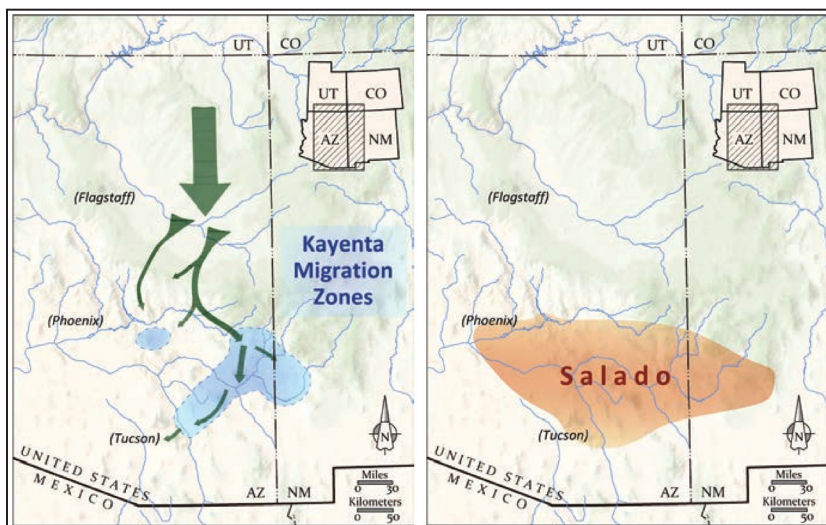 UT CO
UT CO
AZ NM
(Flagstaff)
Kayenta
Migration
Zones
(Phoenix)
(Tucson)
N
UNITED STATES
MEXICO
AZ NM
Miles
0 30
Kilometers
0 50
UT CO
UT CO
AZ NM
(Flagstaff)
(Phoenix)
Salado
(Tucson)
N
UNITED STATES
MEXICO
AZ NM
Miles
0 30
Kilometers
0 50